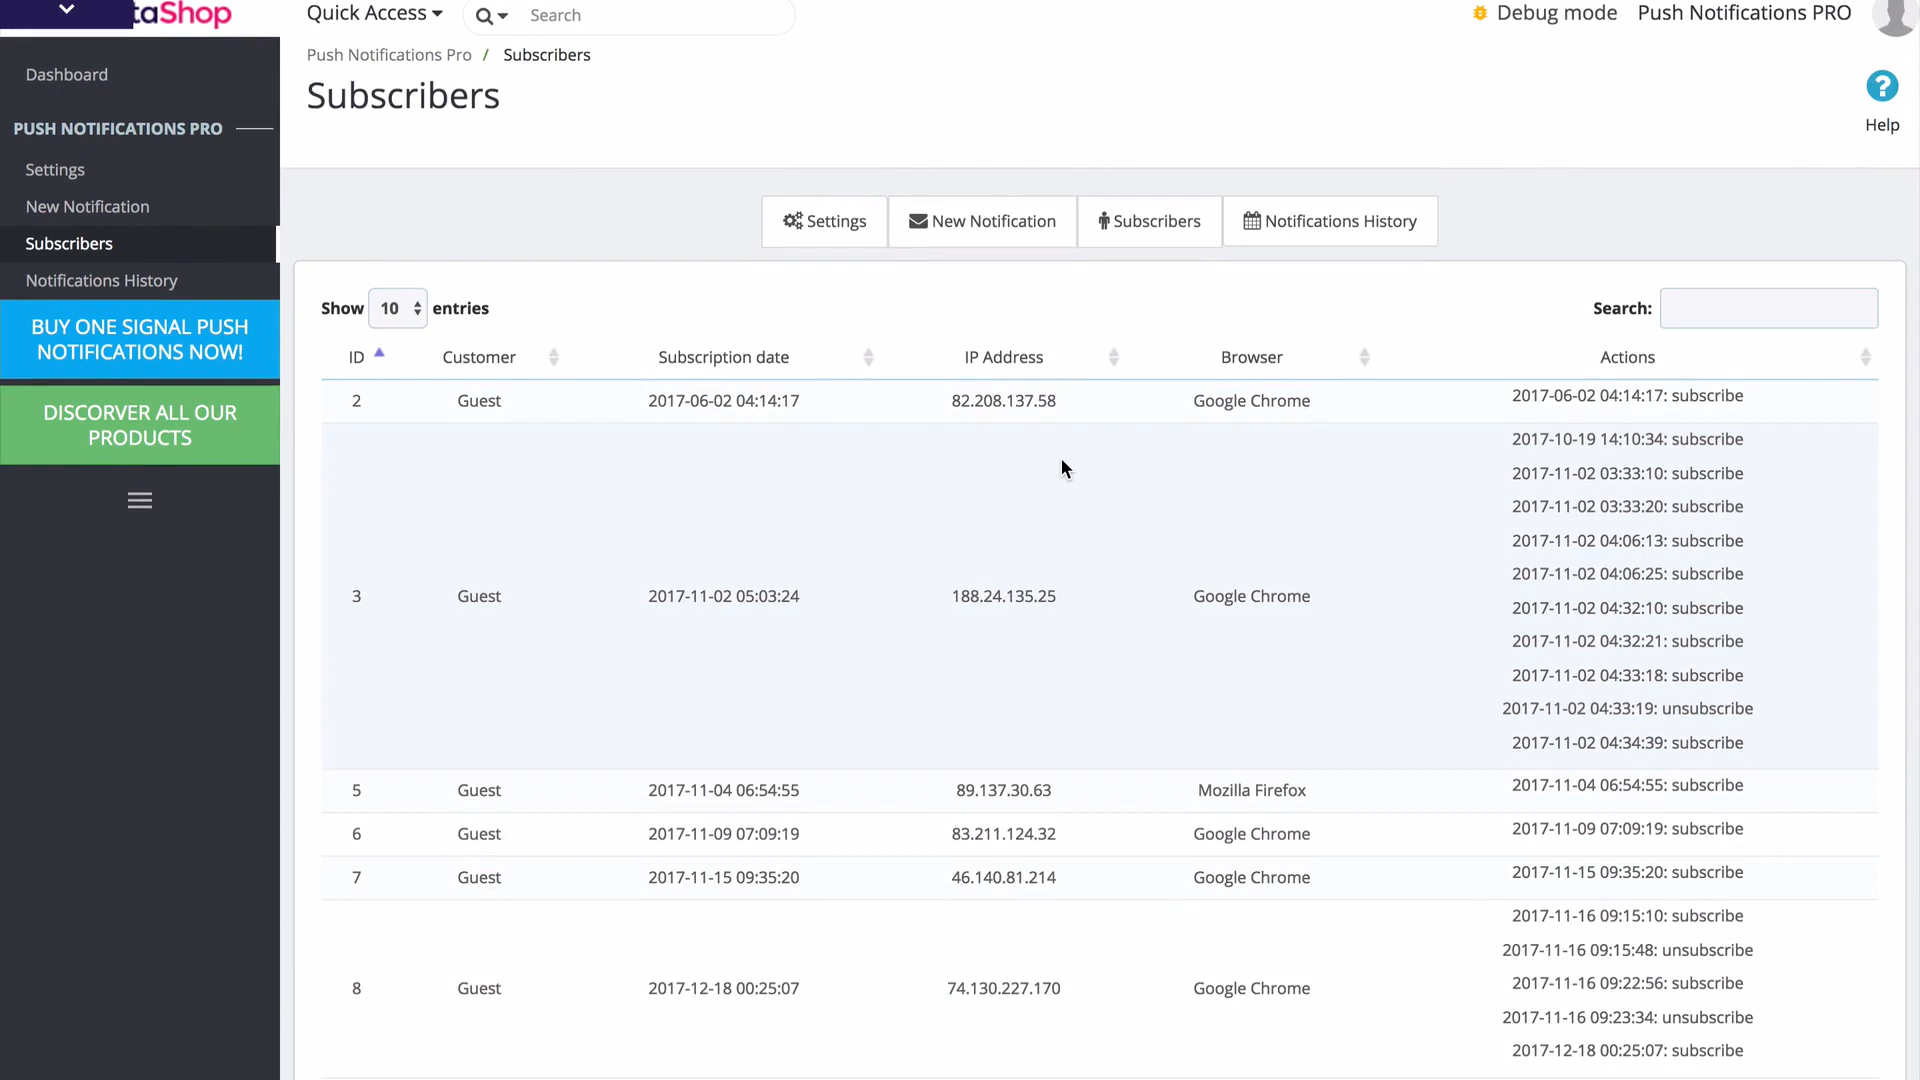 taShop
Quick Access
Search
Debug mode
Push Notifications PRO
Push Notifications Pro / Subscribers
Subscribers
?
Help
Dashboard
PUSH NOTIFICATIONS PRO
Settings
New Notification
Subscribers
Notifications History
BUY ONE SIGNAL PUSH
NOTIFICATIONS NOW!
DISCORVER ALL OUR
PRODUCTS
Settings
New Notification
Subscribers
Notifications History
Show 10 entries
Search:
ID Customer Subscription date IP Address Browser Actions
2 Guest 2017-06-02 04:14:17 82.208.137.58 Google Chrome 2017-06-02 04:14:17: subscribe
3 Guest 2017-11-02 05:03:24 188.24.135.25 Google Chrome
2017-10-19 14:10:34: subscribe
2017-11-02 03:33:10: subscribe
2017-11-02 03:33:20: subscribe
2017-11-02 04:06:13: subscribe
2017-11-02 04:06:25: subscribe
2017-11-02 04:32:10: subscribe
2017-11-02 04:32:21: subscribe
2017-11-02 04:33:18: subscribe
2017-11-02 04:33:19: unsubscribe
2017-11-02 04:34:39: subscribe
5 Guest 2017-11-04 06:54:55 89.137.30.63 Mozilla Firefox 2017-11-04 06:54:55: subscribe
6 Guest 2017-11-09 07:09:19 83.211.124.32 Google Chrome 2017-11-09 07:09:19: subscribe
7 Guest 2017-11-15 09:35:20 46.140.81.214 Google Chrome 2017-11-15 09:35:20: subscribe
8 Guest 2017-12-18 00:25:07 74.130.227.170 Google Chrome
2017-11-16 09:15:10: subscribe
2017-11-16 09:15:48: unsubscribe
2017-11-16 09:22:56: subscribe
2017-11-16 09:23:34: unsubscribe
2017-12-18 00:25:07: subscribe